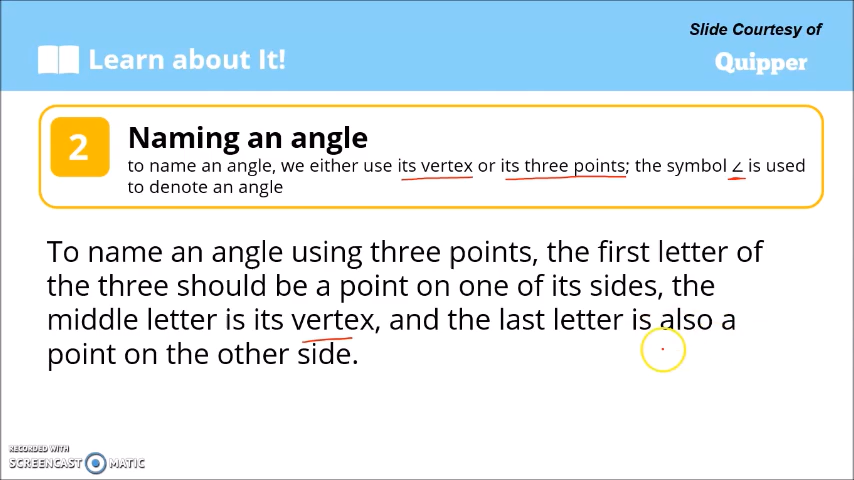 Slide Courtesy of
Learn about It!
Quipper
2
Naming an angle
to name an angle, we either use its vertex or its three points; the symbol ∠ is used
to denote an angle
To name an angle using three points, the first letter of
the three should be a point on one of its sides, the
middle letter is its vertex, and the last letter is also a
point on the other side.
RECORDED WITH
SCREENCAST MATIC